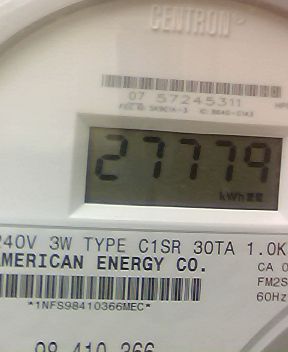 CENTRON
07 57245311
27779
kWh
240V 3W TYPE C1SR 30TA 1.0K
AMERICAN ENERGY CO.
CA 0
FM2S
60Hz
*1NFS98410366MEC*
98 410 366